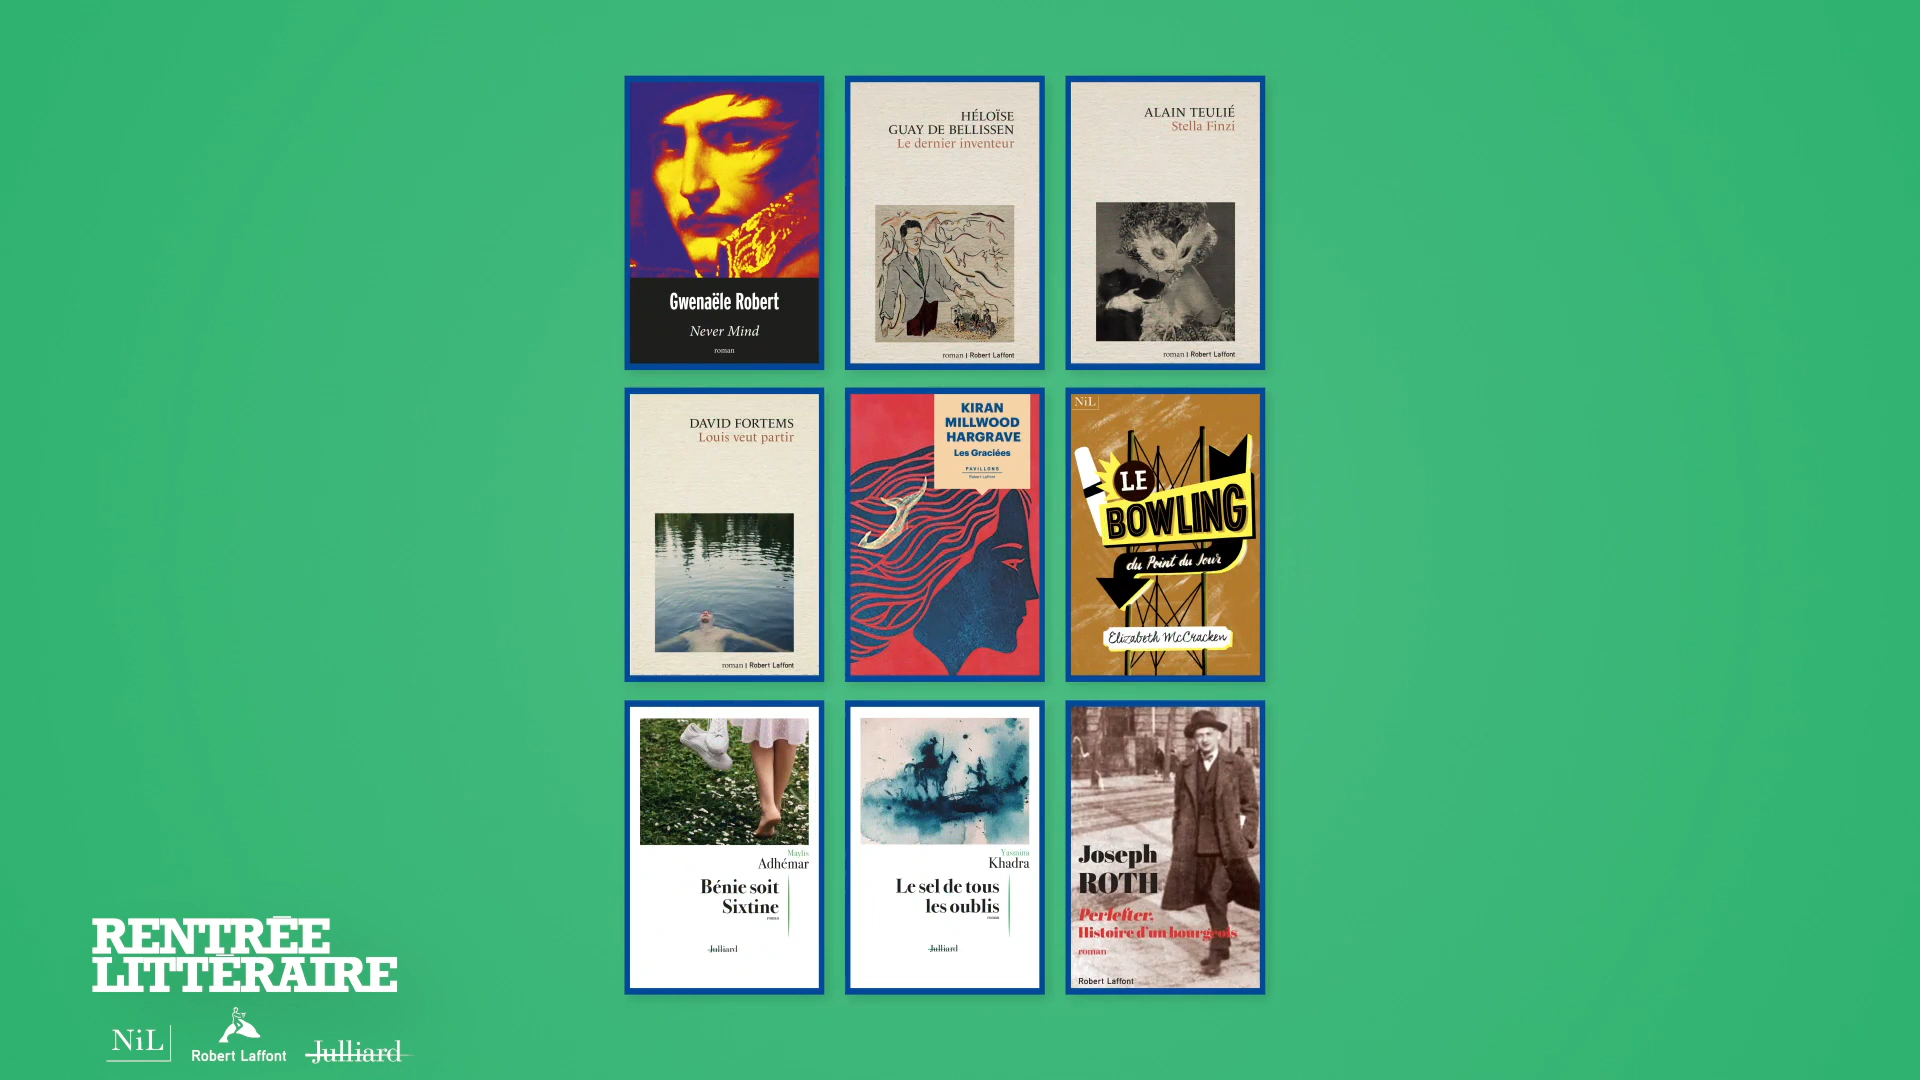 Gwenaële Robert
Never Mind
roman
HÉLOÏSE
GUAY DE BELLISSEN
Le dernier inventeur
roman | Robert Laffont
ALAIN TEULIÉ
Stella Finzi
roman | Robert Laffont
DAVID FORTEMS
Louis veut partir
roman | Robert Laffont
KIRAN
MILLWOOD
HARGRAVE
Les Graciées
PAVILLONS
Robert Laffont
NiL
LE
BOWLING
du Point du Jour
Elizabeth McCracken
Maylis
Adhémar
Bénie soit
Sixtine
roman
Julliard
Yasmina
Khadra
Le sel de tous
les oublis
roman
Julliard
Joseph
ROTH
Perlefter,
Histoire d'un bourgeois
roman
Robert Laffont
RENTRÉE
LITTÉRAIRE
NiL
Robert Laffont
Julliard